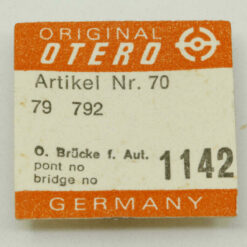 ORIGINAL
OTERO
Artikel Nr. 70
79 792
O. Brücke f. Aut.
pont no
bridge no
1142
GERMANY